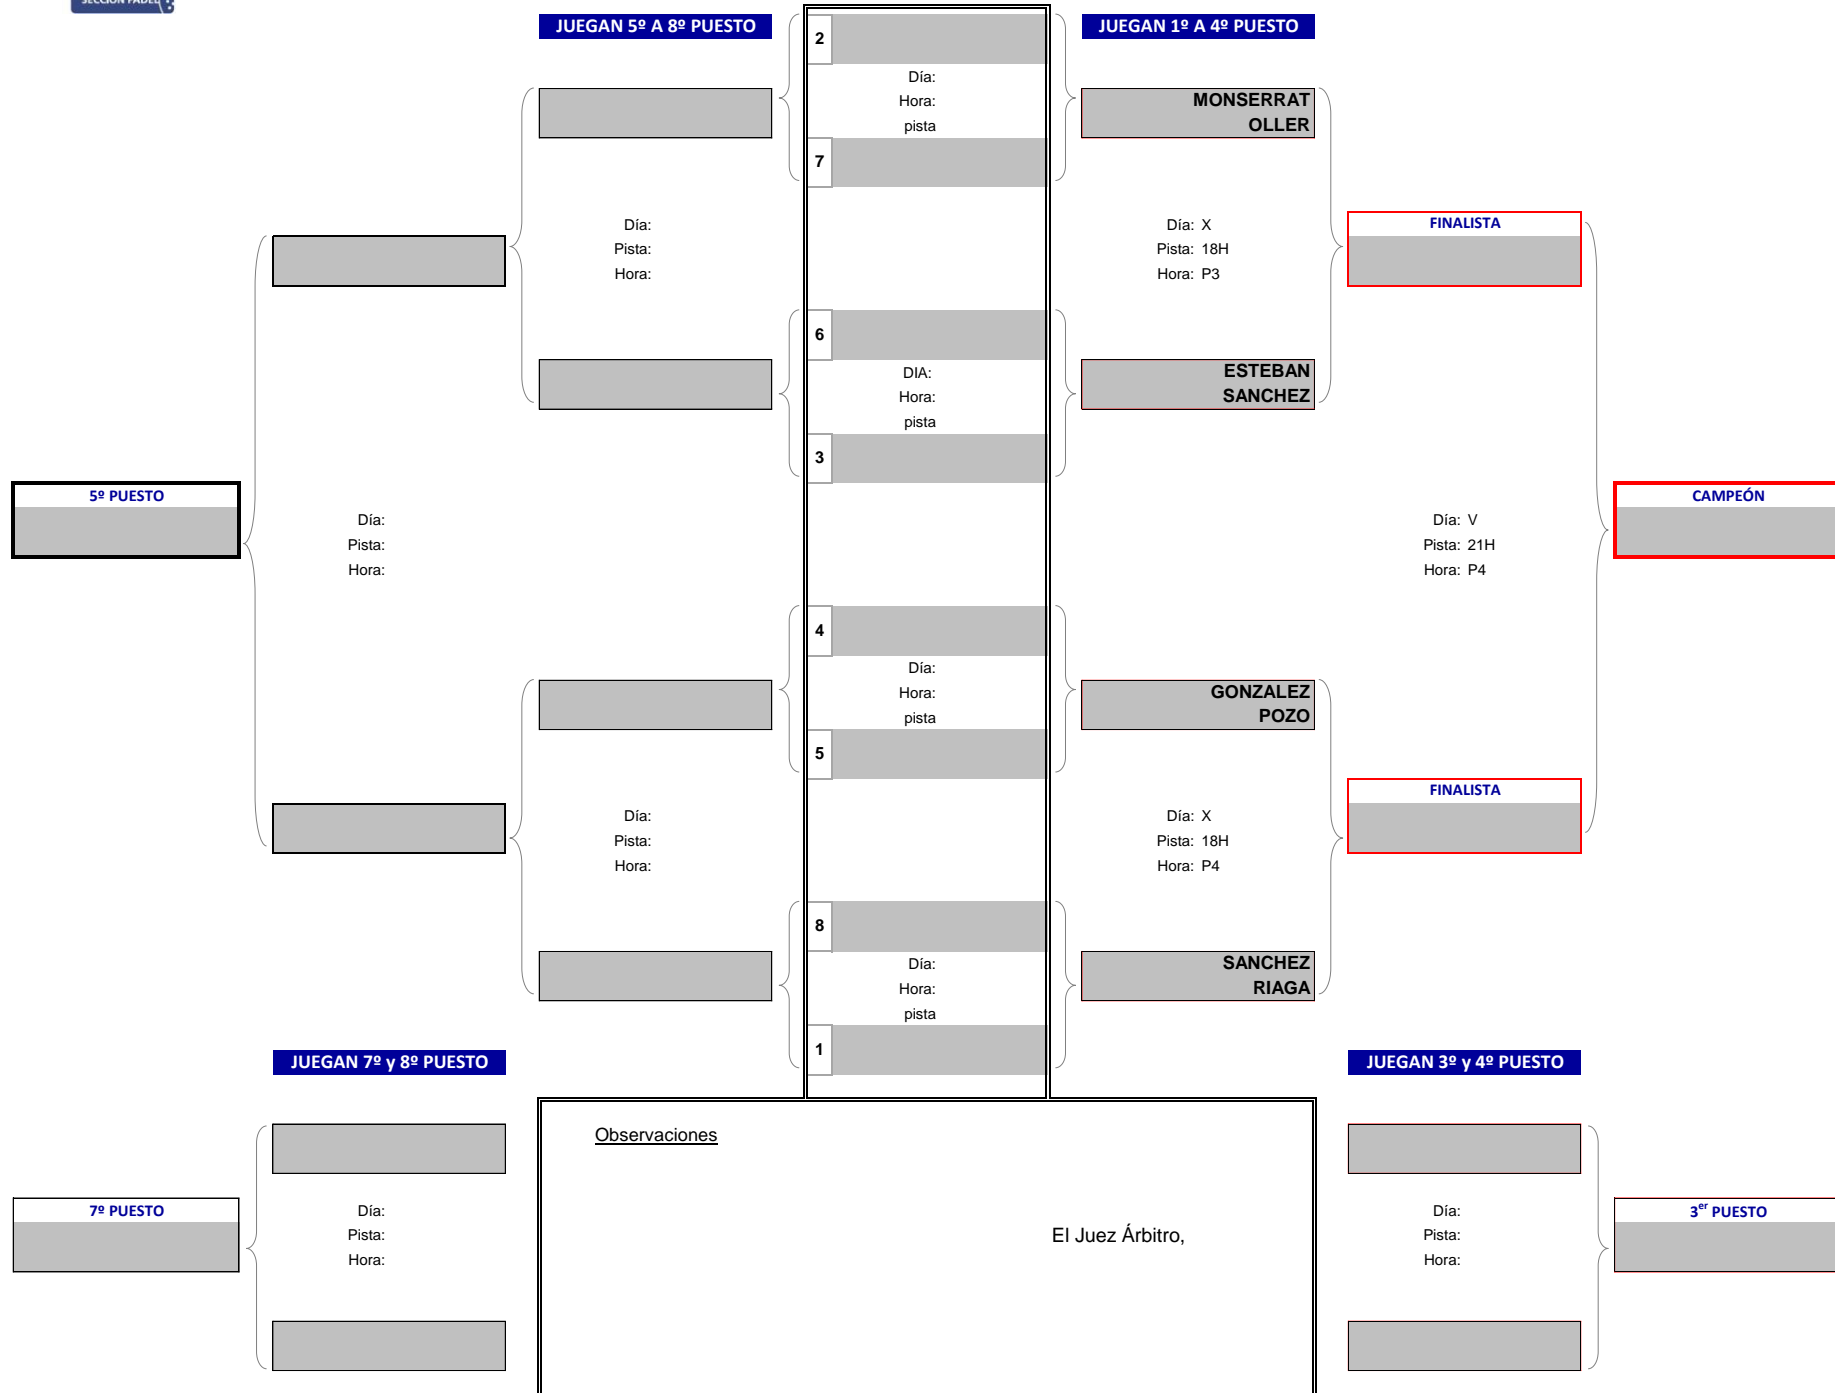 SECCIÓN PADEL
JUEGAN 5º A 8º PUESTO
2
JUEGAN 1º A 4º PUESTO
Día:
Hora:
pista
MONSERRAT
OLLER
7
Día:
Pista:
Hora:
Día: X
Pista: 18H
Hora: P3
FINALISTA
6
DIA:
Hora:
pista
ESTEBAN
SANCHEZ
3
5º PUESTO
Día:
Pista:
Hora:
Día: V
Pista: 21H
Hora: P4
CAMPEÓN
4
Día:
Hora:
pista
GONZALEZ
POZO
5
Día:
Pista:
Hora:
Día: X
Pista: 18H
Hora: P4
FINALISTA
8
Día:
Hora:
pista
SANCHEZ
RIAGA
1
JUEGAN 7º y 8º PUESTO
JUEGAN 3º y 4º PUESTO
Observaciones
7º PUESTO
Día:
Pista:
Hora:
El Juez Árbitro,
Día:
Pista:
Hora:
3er PUESTO